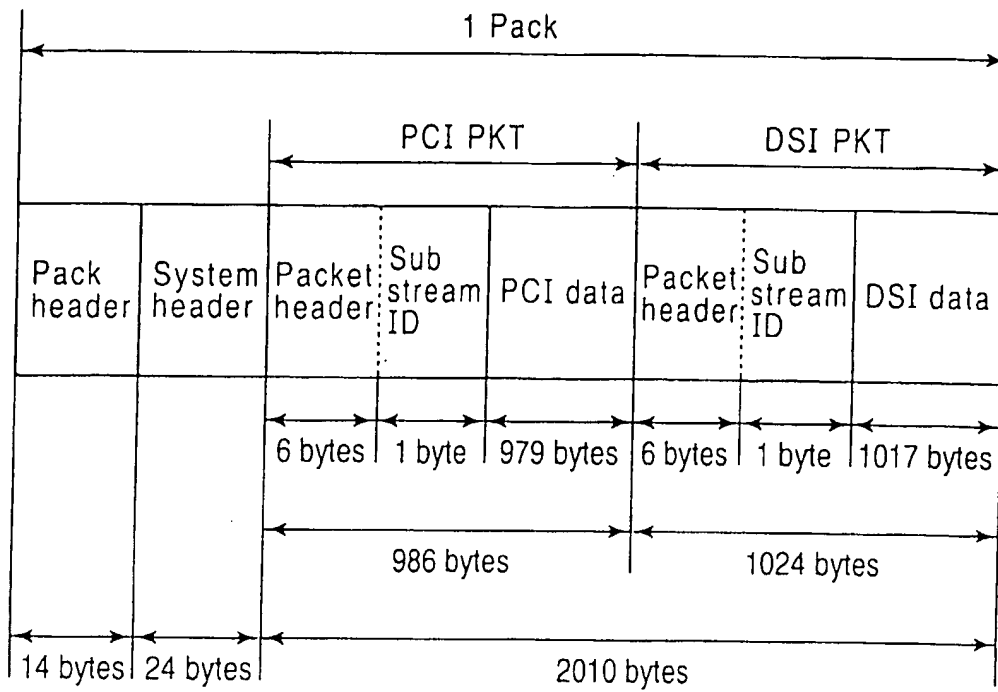 1 Pack
PCI PKT
DSI PKT
Pack
header
System
header
Packet
header
Sub
stream
ID
PCI data
Packet
header
Sub
stream
ID
DSI data
6 bytes
1 byte
979 bytes
6 bytes
1 byte
1017 bytes
986 bytes
1024 bytes
14 bytes
24 bytes
2010 bytes